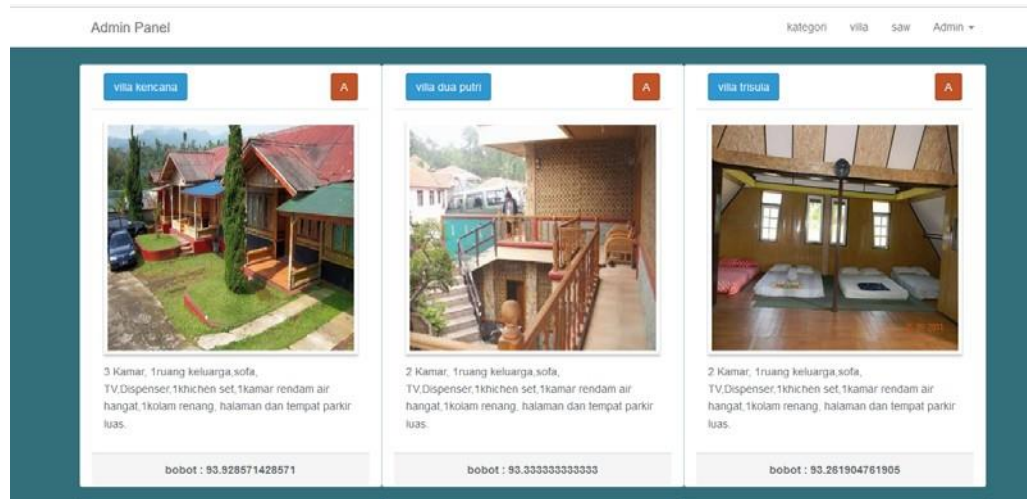 Admin Panel
kategori villa saw Admin
villa kencana A
villa dua putri A
villa trisula A
3 Kamar, 1ruang keluarga,sofa,
TV,Dispenser,1khichen set,1kamar rendam air
hangat,1kolam renang, halaman dan tempat parkir
luas.
2 Kamar, 1ruang keluarga,sofa,
TV,Dispenser,1khichen set,1kamar rendam air
hangat,1kolam renang, halaman dan tempat parkir
luas.
2 Kamar, 1ruang keluarga,sofa,
TV,Dispenser,1khichen set,1kamar rendam air
hangat,1kolam renang, halaman dan tempat parkir
luas.
bobot : 93.928571428571
bobot : 93.333333333333
bobot : 93.261904761905